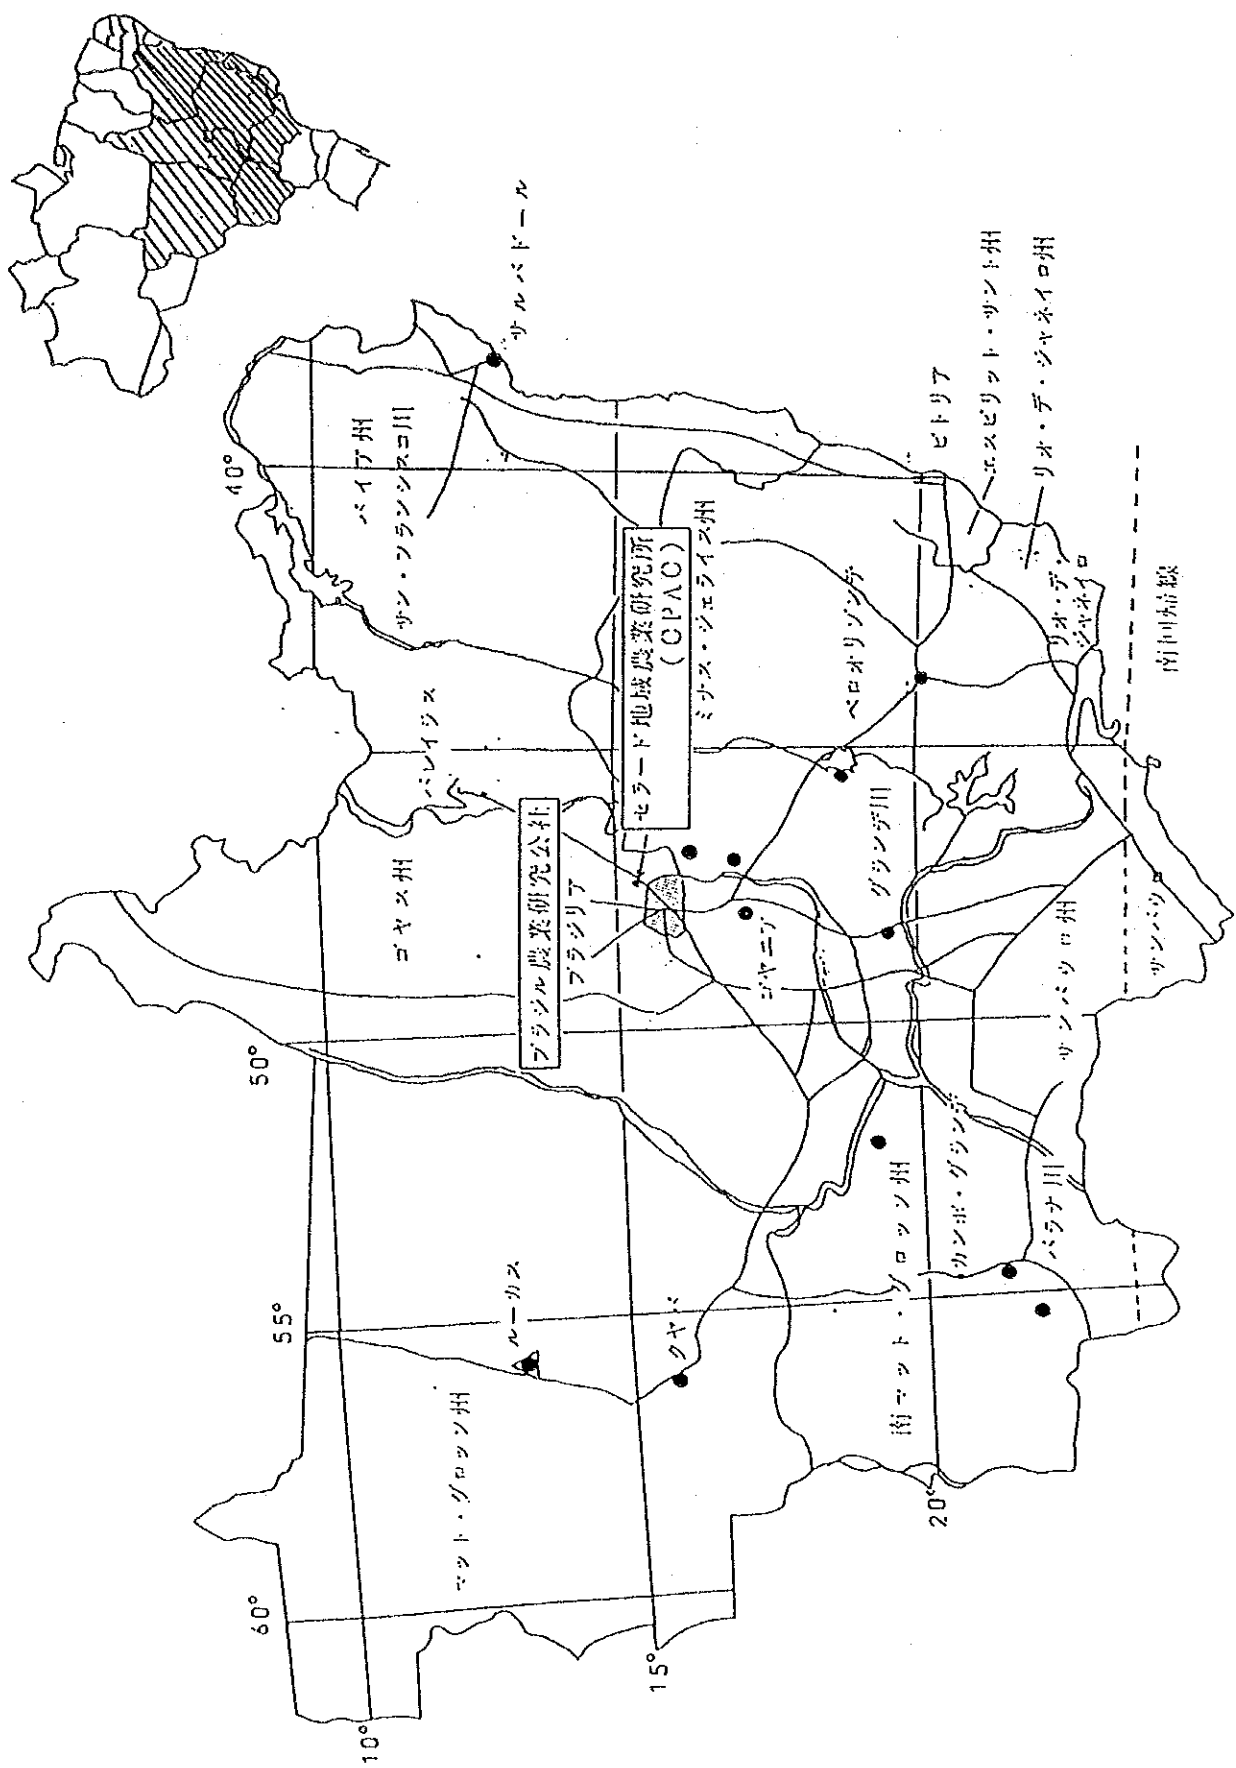 サルバドール
10°
バイア州
サン・フランシスコ川
バレイラス
ゴヤス州
50°
55°
ルーカス
60°
マット・グロッソ州
10°
ブラジル農業研究公社
ブラジリア
セラード地域農業研究所
(CPAC)
ミナス・ジェライス州
ベロオリゾンテ
グランデ川
ゴヤニア
クヤバ
15°
ビトリア
エスピリット・サント州
リオ・デ・ジャネイロ州
リオ・デ・
ジャネイロ
南回帰線
サンパウロ
サンパウロ州
パラナ川
カンポ・グランデ
南マット・グロッソ州
20°